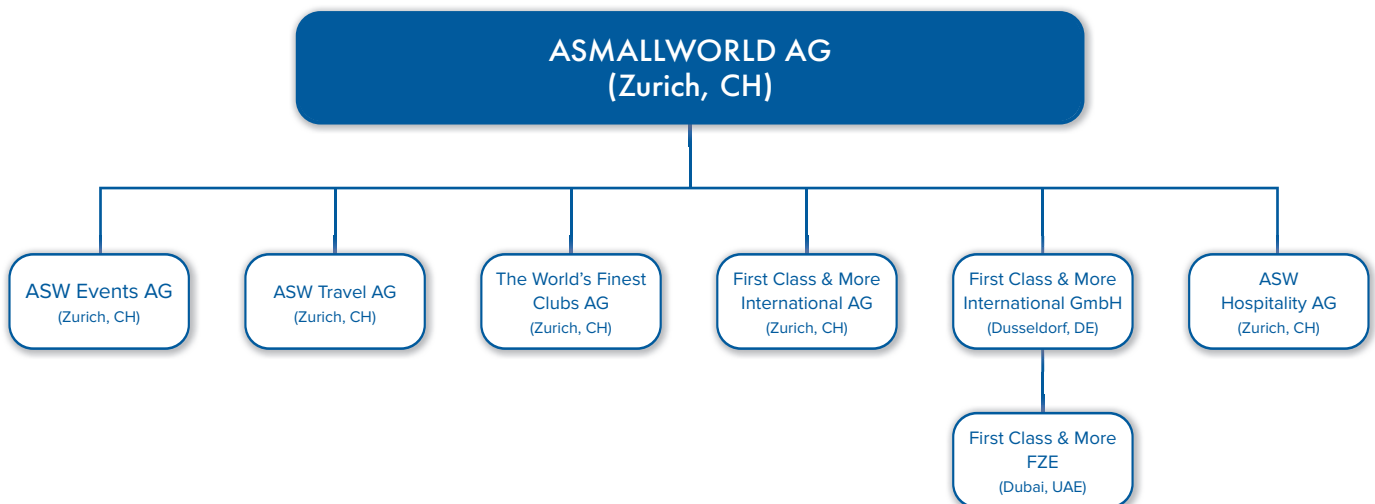 ASMALLWORLD AG
(Zurich, CH)
ASW Events AG
(Zurich, CH)
ASW Travel AG
(Zurich, CH)
The World’s Finest
Clubs AG
(Zurich, CH)
First Class & More
International AG
(Zurich, CH)
First Class & More
International GmbH
(Dusseldorf, DE)
ASW
Hospitality AG
(Zurich, CH)
First Class & More
FZE
(Dubai, UAE)